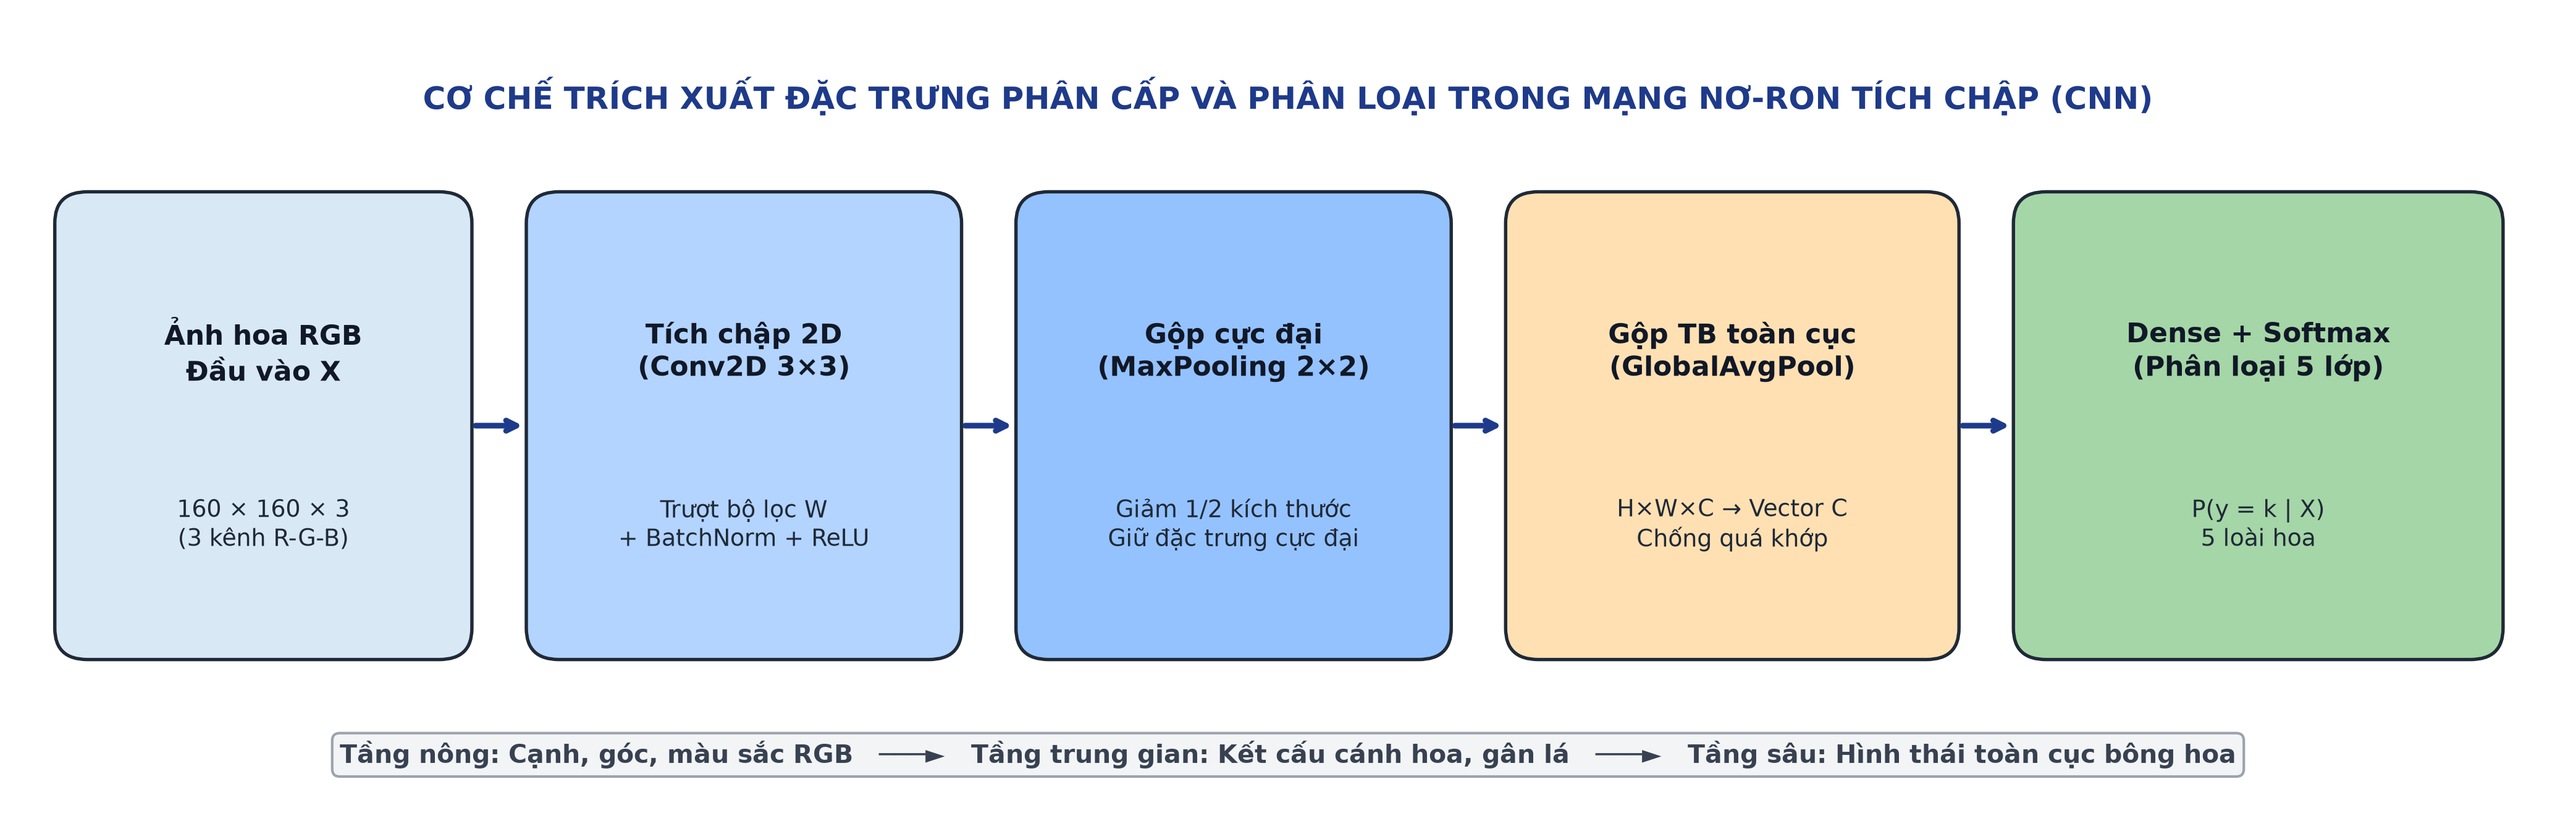 CƠ CHẾ TRÍCH XUẤT ĐẶC TRƯNG PHÂN CẤP VÀ PHÂN LOẠI TRONG MẠNG NƠ-RON TÍCH CHẬP (CNN)
Ảnh hoa RGB
Đầu vào X
160 × 160 × 3
(3 kênh R-G-B)
Tích chập 2D
(Conv2D 3×3)
Trượt bộ lọc W
+ BatchNorm + ReLU
Gộp cực đại
(MaxPooling 2×2)
Giảm 1/2 kích thước
Giữ đặc trưng cực đại
Gộp TB toàn cục
(GlobalAvgPool)
H×W×C → Vector C
Chống quá khớp
Dense + Softmax
(Phân loại 5 lớp)
P(y = k | X)
5 loài hoa
Tầng nông: Cạnh, góc, màu sắc RGB ⟶ Tầng trung gian: Kết cấu cánh hoa, gân lá ⟶ Tầng sâu: Hình thái toàn cục bông hoa